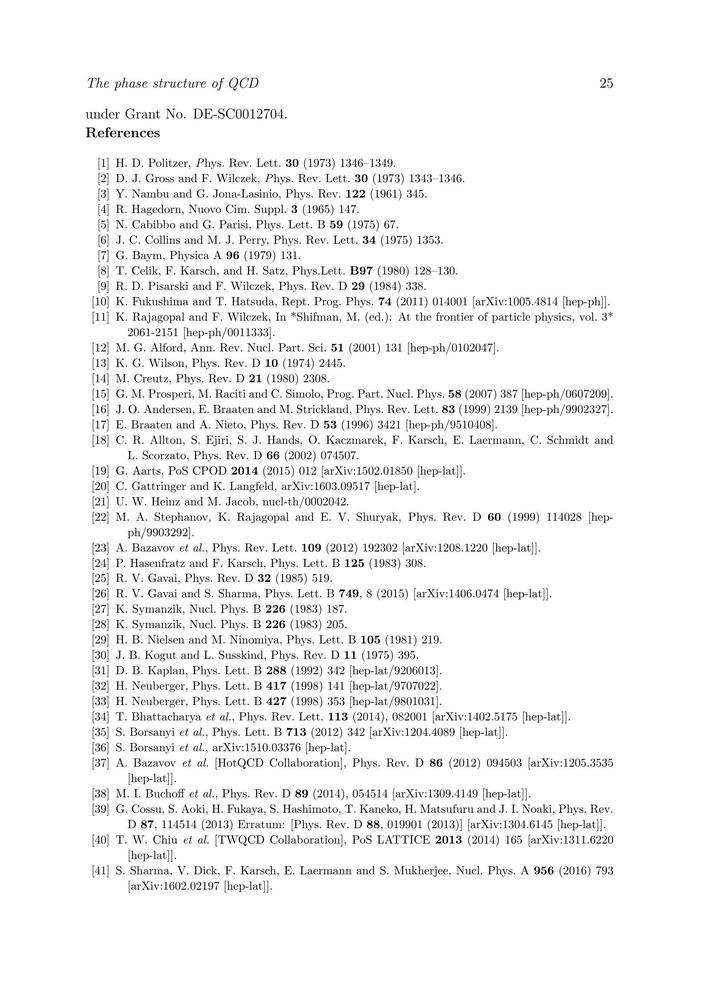 The phase structure of QCD 25
under Grant No. DE-SC0012704.
References
[1] H. D. Politzer, Phys. Rev. Lett. 30 (1973) 1346–1349.
[2] D. J. Gross and F. Wilczek, Phys. Rev. Lett. 30 (1973) 1343–1346.
[3] Y. Nambu and G. Jona-Lasinio, Phys. Rev. 122 (1961) 345.
[4] R. Hagedorn, Nuovo Cim. Suppl. 3 (1965) 147.
[5] N. Cabibbo and G. Parisi, Phys. Lett. B 59 (1975) 67.
[6] J. C. Collins and M. J. Perry, Phys. Rev. Lett. 34 (1975) 1353.
[7] G. Baym, Physica A 96 (1979) 131.
[8] T. Celik, F. Karsch, and H. Satz, Phys.Lett. B97 (1980) 128–130.
[9] R. D. Pisarski and F. Wilczek, Phys. Rev. D 29 (1984) 338.
[10] K. Fukushima and T. Hatsuda, Rept. Prog. Phys. 74 (2011) 014001 [arXiv:1005.4814 [hep-ph]].
[11] K. Rajagopal and F. Wilczek, In *Shifman, M. (ed.): At the frontier of particle physics, vol. 3*
2061-2151 [hep-ph/0011333].
[12] M. G. Alford, Ann. Rev. Nucl. Part. Sci. 51 (2001) 131 [hep-ph/0102047].
[13] K. G. Wilson, Phys. Rev. D 10 (1974) 2445.
[14] M. Creutz, Phys. Rev. D 21 (1980) 2308.
[15] G. M. Prosperi, M. Raciti and C. Simolo, Prog. Part. Nucl. Phys. 58 (2007) 387 [hep-ph/0607209].
[16] J. O. Andersen, E. Braaten and M. Strickland, Phys. Rev. Lett. 83 (1999) 2139 [hep-ph/9902327].
[17] E. Braaten and A. Nieto, Phys. Rev. D 53 (1996) 3421 [hep-ph/9510408].
[18] C. R. Allton, S. Ejiri, S. J. Hands, O. Kaczmarek, F. Karsch, E. Laermann, C. Schmidt and
L. Scorzato, Phys. Rev. D 66 (2002) 074507.
[19] G. Aarts, PoS CPOD 2014 (2015) 012 [arXiv:1502.01850 [hep-lat]].
[20] C. Gattringer and K. Langfeld, arXiv:1603.09517 [hep-lat].
[21] U. W. Heinz and M. Jacob, nucl-th/0002042.
[22] M. A. Stephanov, K. Rajagopal and E. V. Shuryak, Phys. Rev. D 60 (1999) 114028 [hep-
ph/9903292].
[23] A. Bazavov et al., Phys. Rev. Lett. 109 (2012) 192302 [arXiv:1208.1220 [hep-lat]].
[24] P. Hasenfratz and F. Karsch, Phys. Lett. B 125 (1983) 308.
[25] R. V. Gavai, Phys. Rev. D 32 (1985) 519.
[26] R. V. Gavai and S. Sharma, Phys. Lett. B 749, 8 (2015) [arXiv:1406.0474 [hep-lat]].
[27] K. Symanzik, Nucl. Phys. B 226 (1983) 187.
[28] K. Symanzik, Nucl. Phys. B 226 (1983) 205.
[29] H. B. Nielsen and M. Ninomiya, Phys. Lett. B 105 (1981) 219.
[30] J. B. Kogut and L. Susskind, Phys. Rev. D 11 (1975) 395.
[31] D. B. Kaplan, Phys. Lett. B 288 (1992) 342 [hep-lat/9206013].
[32] H. Neuberger, Phys. Lett. B 417 (1998) 141 [hep-lat/9707022].
[33] H. Neuberger, Phys. Lett. B 427 (1998) 353 [hep-lat/9801031].
[34] T. Bhattacharya et al., Phys. Rev. Lett. 113 (2014), 082001 [arXiv:1402.5175 [hep-lat]].
[35] S. Borsanyi et al., Phys. Lett. B 713 (2012) 342 [arXiv:1204.4089 [hep-lat]].
[36] S. Borsanyi et al., arXiv:1510.03376 [hep-lat].
[37] A. Bazavov et al. [HotQCD Collaboration], Phys. Rev. D 86 (2012) 094503 [arXiv:1205.3535
[hep-lat]].
[38] M. I. Buchoff et al., Phys. Rev. D 89 (2014), 054514 [arXiv:1309.4149 [hep-lat]].
[39] G. Cossu, S. Aoki, H. Fukaya, S. Hashimoto, T. Kaneko, H. Matsufuru and J. I. Noaki, Phys. Rev.
D 87, 114514 (2013) Erratum: [Phys. Rev. D 88, 019901 (2013)] [arXiv:1304.6145 [hep-lat]].
[40] T. W. Chiu et al. [TWQCD Collaboration], PoS LATTICE 2013 (2014) 165 [arXiv:1311.6220
[hep-lat]].
[41] S. Sharma, V. Dick, F. Karsch, E. Laermann and S. Mukherjee, Nucl. Phys. A 956 (2016) 793
[arXiv:1602.02197 [hep-lat]].